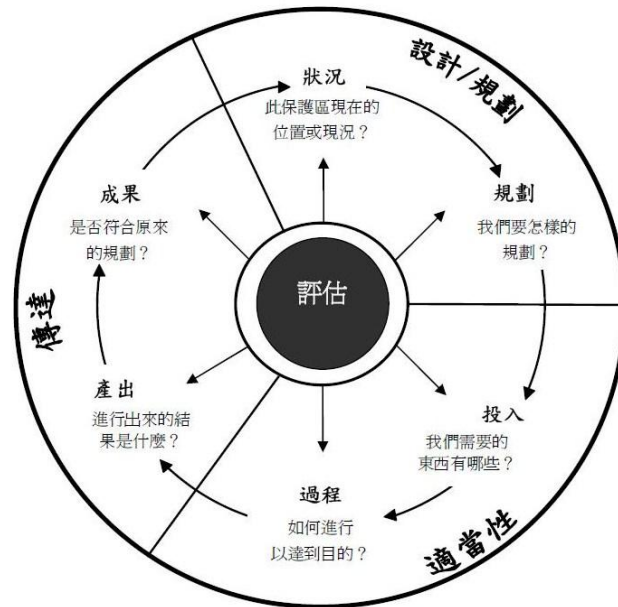 設計/規劃
狀況
此保護區現在的
位置或現況？
規劃
我們要怎樣的
規劃？
投入
我們需要的
東西有哪些？
適當性
過程
如何進行
以達到目的？
產出
進行出來的結
果是什麼？
傳達
成果
是否符合原來
的規劃？
評估